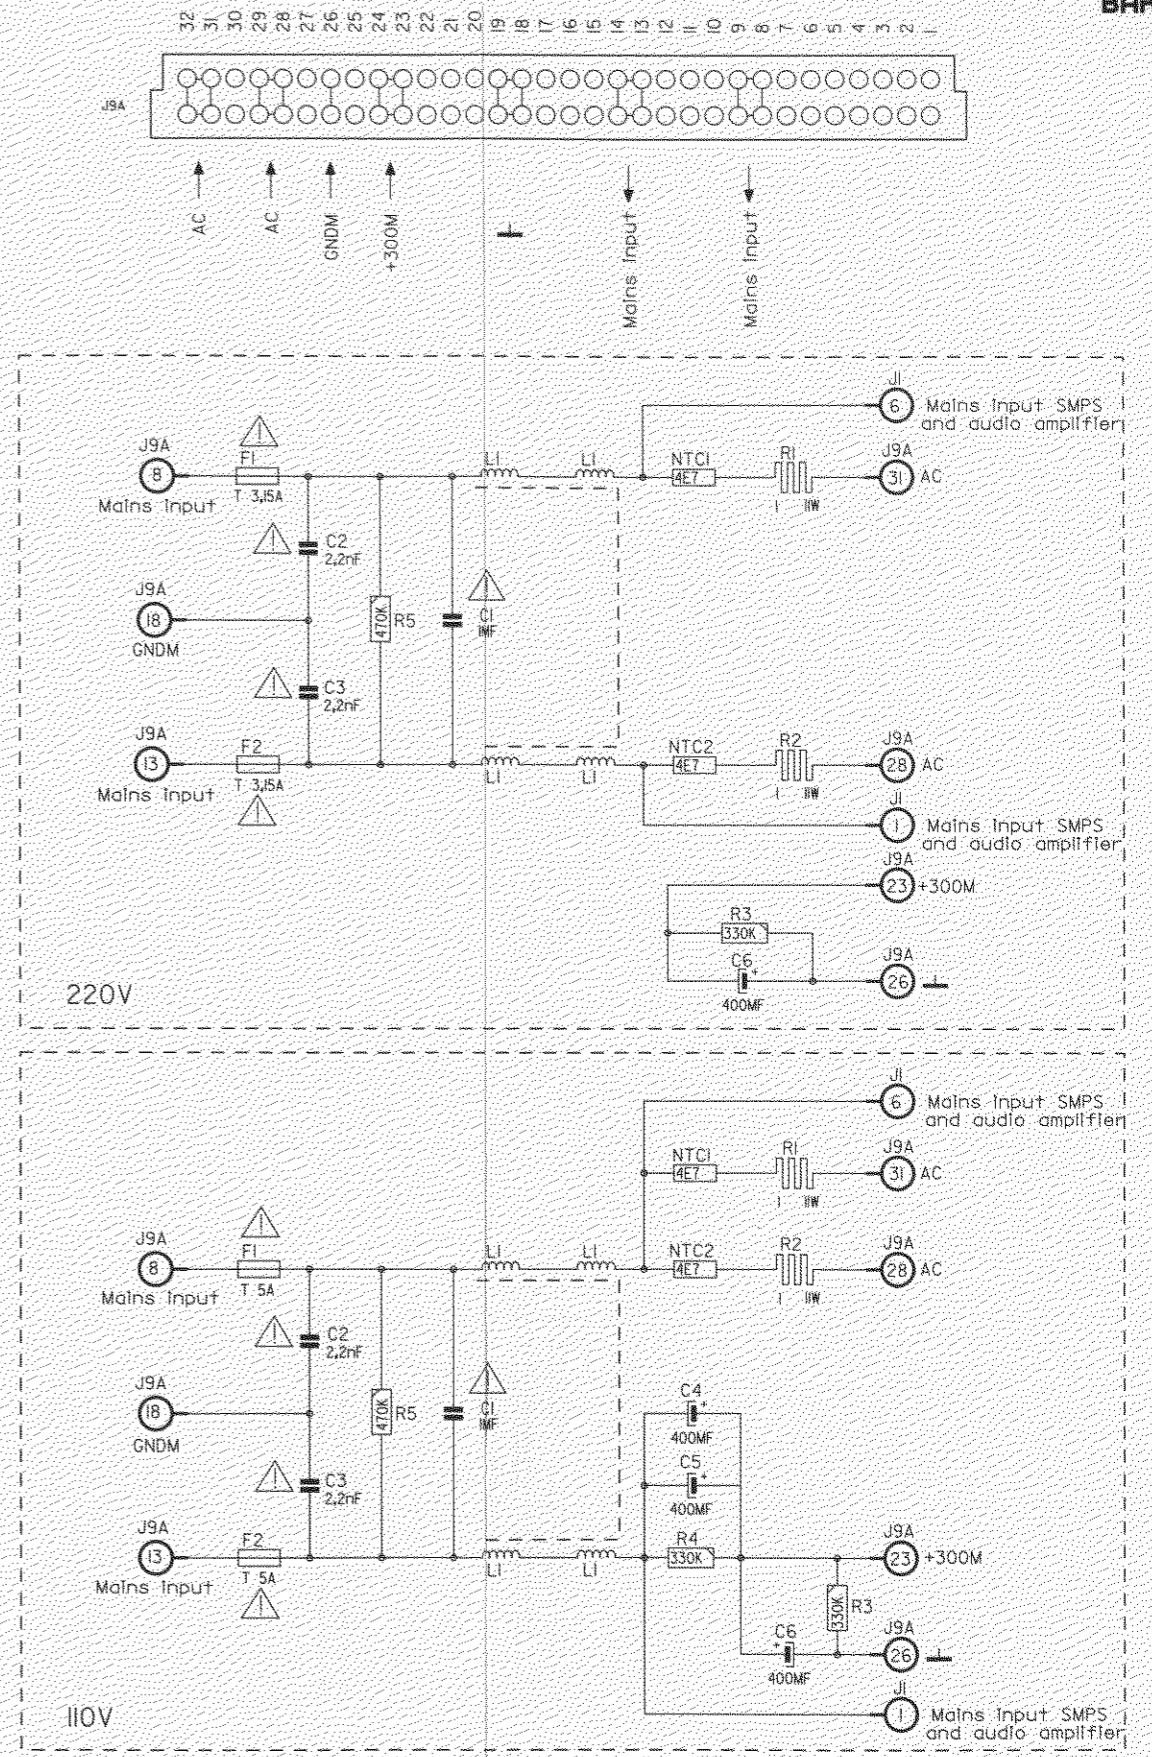 BHF
32 31 30 29 28 27 26 25 24 23 22 21 20 19 18 17 16 15 14 13 12 11 10 9 8 7 6 5 4 3 2 1
J9A
AC
AC
GNDM
+300M
Mains Input
Mains Input
J1
6
Mains Input SMPS
and audio amplifier
J9A
8
Mains Input
F1
T 3,15A
L1
L1
NTC1
4E7
R1
1
11W
J9A
31
AC
C2
2,2nF
J9A
18
GNDM
470K
R5
C1
1MF
C3
2,2nF
J9A
13
Mains Input
F2
T 3,15A
L1
L1
NTC2
4E7
R2
1
11W
J9A
28
AC
J1
1
Mains Input SMPS
and audio amplifier
J9A
23
+300M
R3
330K
C6
+
400MF
J9A
26
220V
J1
6
Mains Input SMPS
and audio amplifier
NTC1
4E7
R1
1
11W
J9A
31
AC
J9A
8
Mains Input
F1
T 5A
L1
L1
NTC2
4E7
R2
1
11W
J9A
28
AC
C2
2,2nF
J9A
18
GNDM
470K
R5
C1
1MF
C4
+
400MF
C3
2,2nF
C5
+
400MF
J9A
13
Mains Input
F2
T 5A
L1
L1
R4
330K
J9A
23
+300M
330K
R3
C6
+
400MF
J9A
26
J1
1
Mains Input SMPS
and audio amplifier
110V